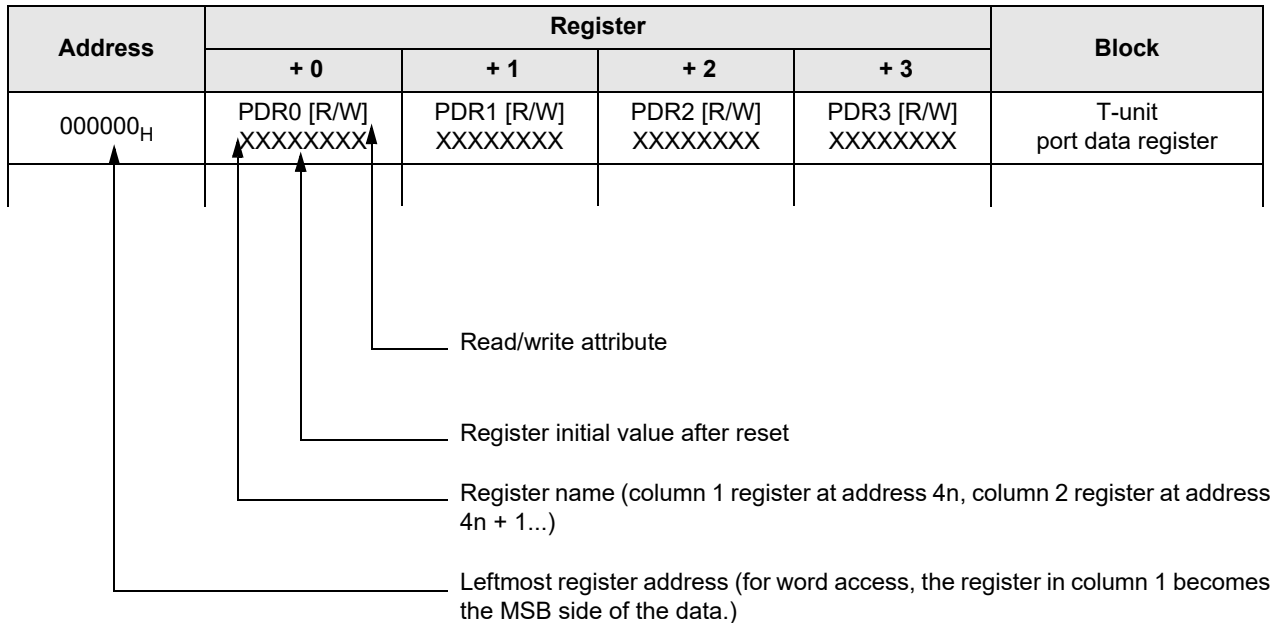 Address Register Block
+ 0 + 1 + 2 + 3
000000H PDR0 [R/W] PDR1 [R/W] PDR2 [R/W] PDR3 [R/W] T-unit
XXXXXXXX XXXXXXXX XXXXXXXX XXXXXXXX port data register
Read/write attribute
Register initial value after reset
Register name (column 1 register at address 4n, column 2 register at address
4n + 1...)
Leftmost register address (for word access, the register in column 1 becomes
the MSB side of the data.)